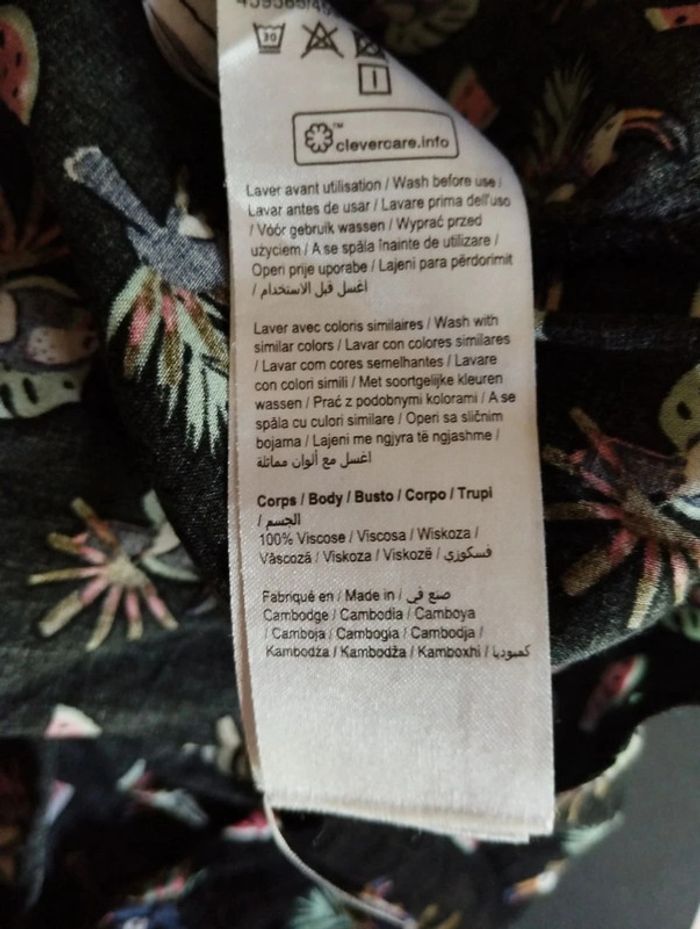 30
clevercare.info
Laver avant utilisation / Wash before use /
Lavar antes de usar / Lavare prima dell'uso
/ Vóór gebruik wassen / Wyprać przed
użyciem / A se spăla înainte de utilizare /
Operi prije uporabe / Lajeni para përdorimit
/ اغسل قبل الاستخدام
Laver avec coloris similaires / Wash with
similar colors / Lavar con colores similares
/ Lavar com cores semelhantes / Lavare
con colori simili / Met soortgelijke kleuren
wassen / Prać z podobnymi kolorami / A se
spăla cu culori similare / Operi sa sličnim
bojama / Lajeni me ngjyra të ngjashme /
اغسل مع ألوان مماثلة
Corps / Body / Busto / Corpo / Trupi
/ الجسم
100% Viscose / Viscosa / Wiskoza /
Vâscoză / Viskoza / Viskozë / فسكوزي
Fabriqué en / Made in / صنع في
Cambodge / Cambodia / Camboya
/ Camboja / Cambogia / Cambodja /
Kambodża / Kambodža / Kamboxhi / كمبوديا